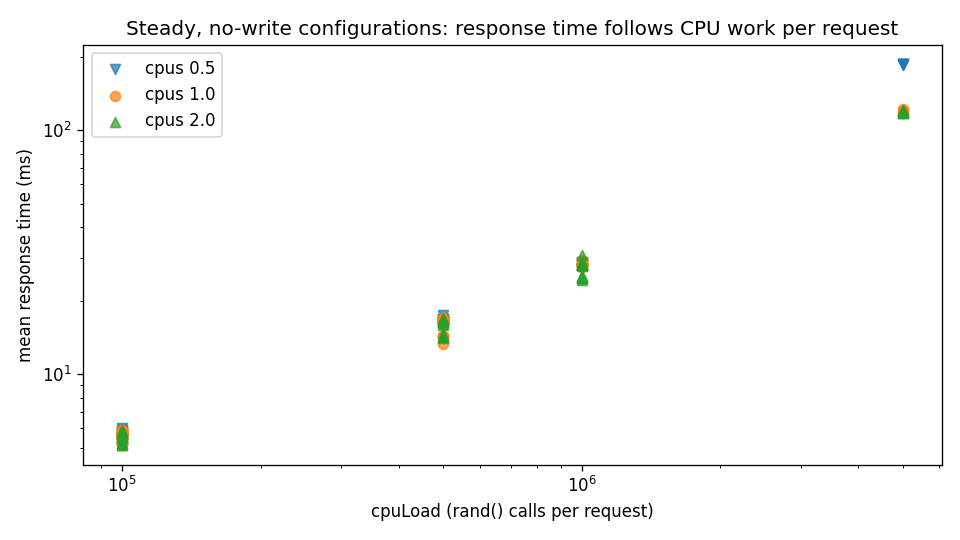 Steady, no-write configurations: response time follows CPU work per request
cpus 0.5
cpus 1.0
cpus 2.0
mean response time (ms)
10²
10¹
10⁵
10⁶
cpuLoad (rand() calls per request)